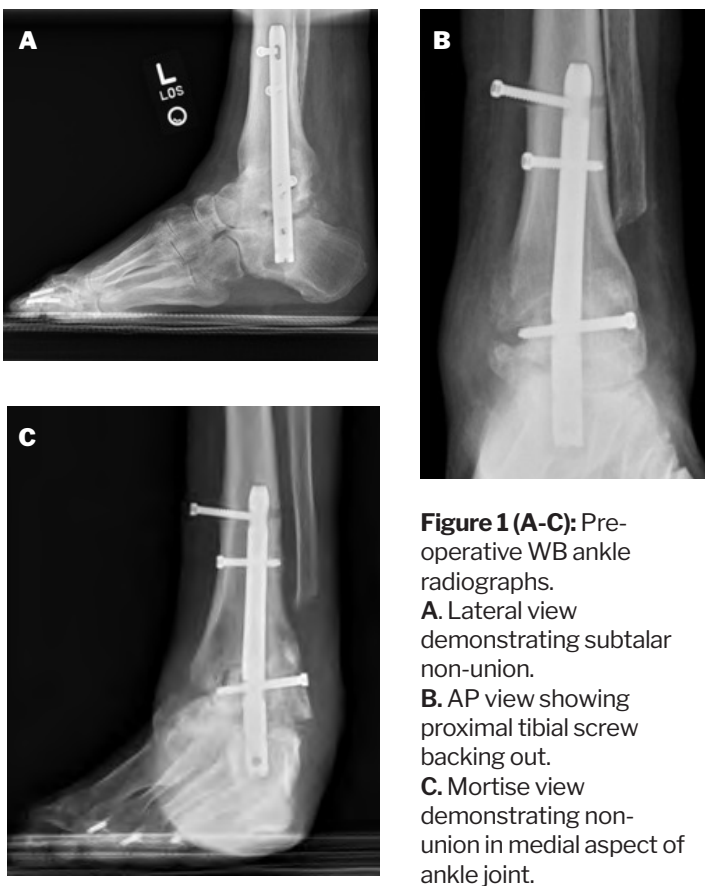 A
L
LOS
B
C
Figure 1 (A-C): Pre-
operative WB ankle
radiographs.
A. Lateral view
demonstrating subtalar
non-union.
B. AP view showing
proximal tibial screw
backing out.
C. Mortise view
demonstrating non-
union in medial aspect of
ankle joint.